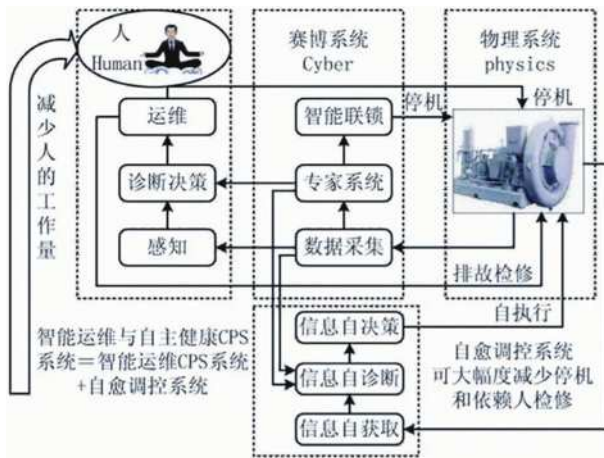 人
Human
赛博系统
Cyber
物理系统
physics
减少人的工作量
运维
智能联锁
停机
停机
诊断决策
专家系统
感知
数据采集
排故检修
自执行
信息自决策
智能运维与自主健康CPS
系统=智能运维CPS系统
+自愈调控系统
信息自诊断
自愈调控系统
可大幅度减少停机
和依赖人检修
信息自获取